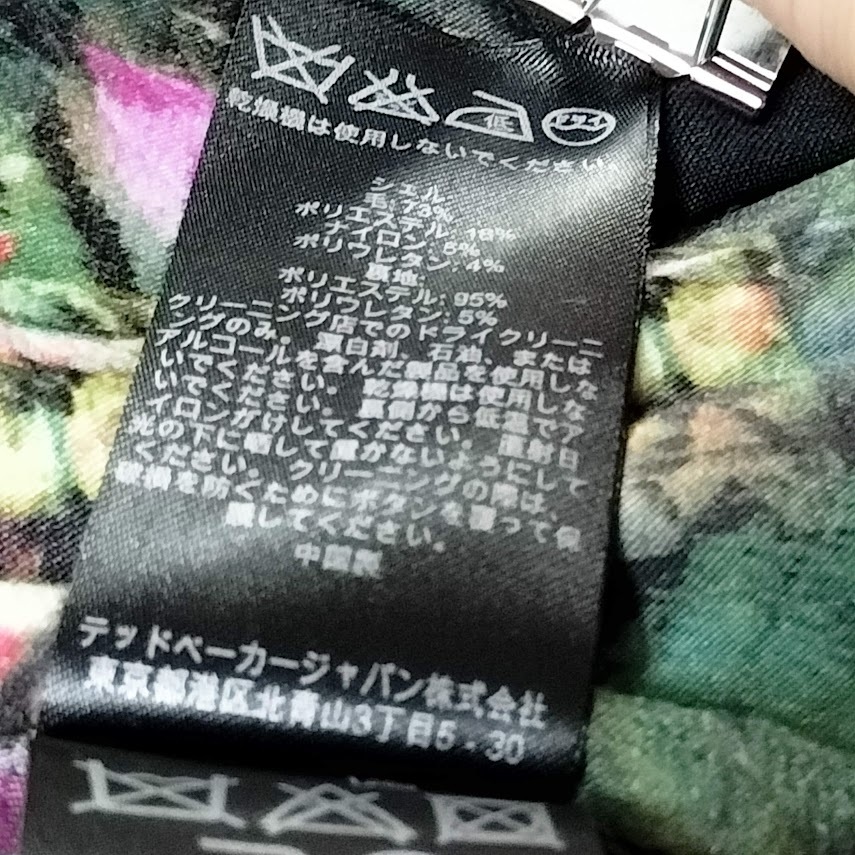 低 ドライ
乾燥機は使用しないでください。
シェル:
毛:73%
ポリエステル:18%
ナイロン:5%
ポリウレタン:4%
裏地:
ポリエステル:95%
ポリウレタン:5%
クリーニング店でのドライクリーニ
ングのみ。漂白剤、石油、または
アルコールを含んだ製品を使用しな
いでください。乾燥機は使用しな
いでください。裏側から低温でア
イロンがけしてください。直射日
光の下に晒して置かないようにして
ください。クリーニングの際は、
破損を防ぐためにボタンを覆って保
護してください。
中国製
テッドベーカージャパン株式会社
東京都港区北青山3丁目5-30